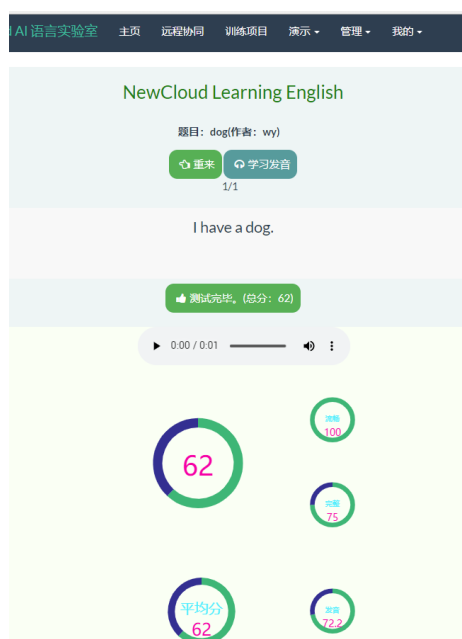 AI 语言实验室 主页 远程协同 训练项目 演示 管理 我的
NewCloud Learning English
题目：dog(作者：wy)
重来 学习发音
1/1
I have a dog.
测试完毕。(总分：62)
0:00 / 0:01
62
流畅
100
完整
75
平均分
62
发音
72.2